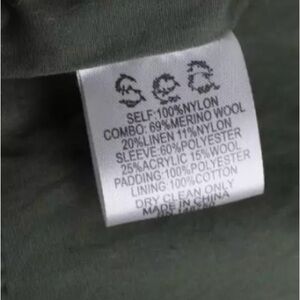 sea
SELF:100%NYLON
COMBO: 69%MERINO WOOL
20%LINEN 11%NYLON
SLEEVE 60%POLYESTER
25%ACRYLIC 15%WOOL
PADDING: 100%POLYESTER
LINING: 100%COTTON
DRY CLEAN ONLY
MADE IN CHINA